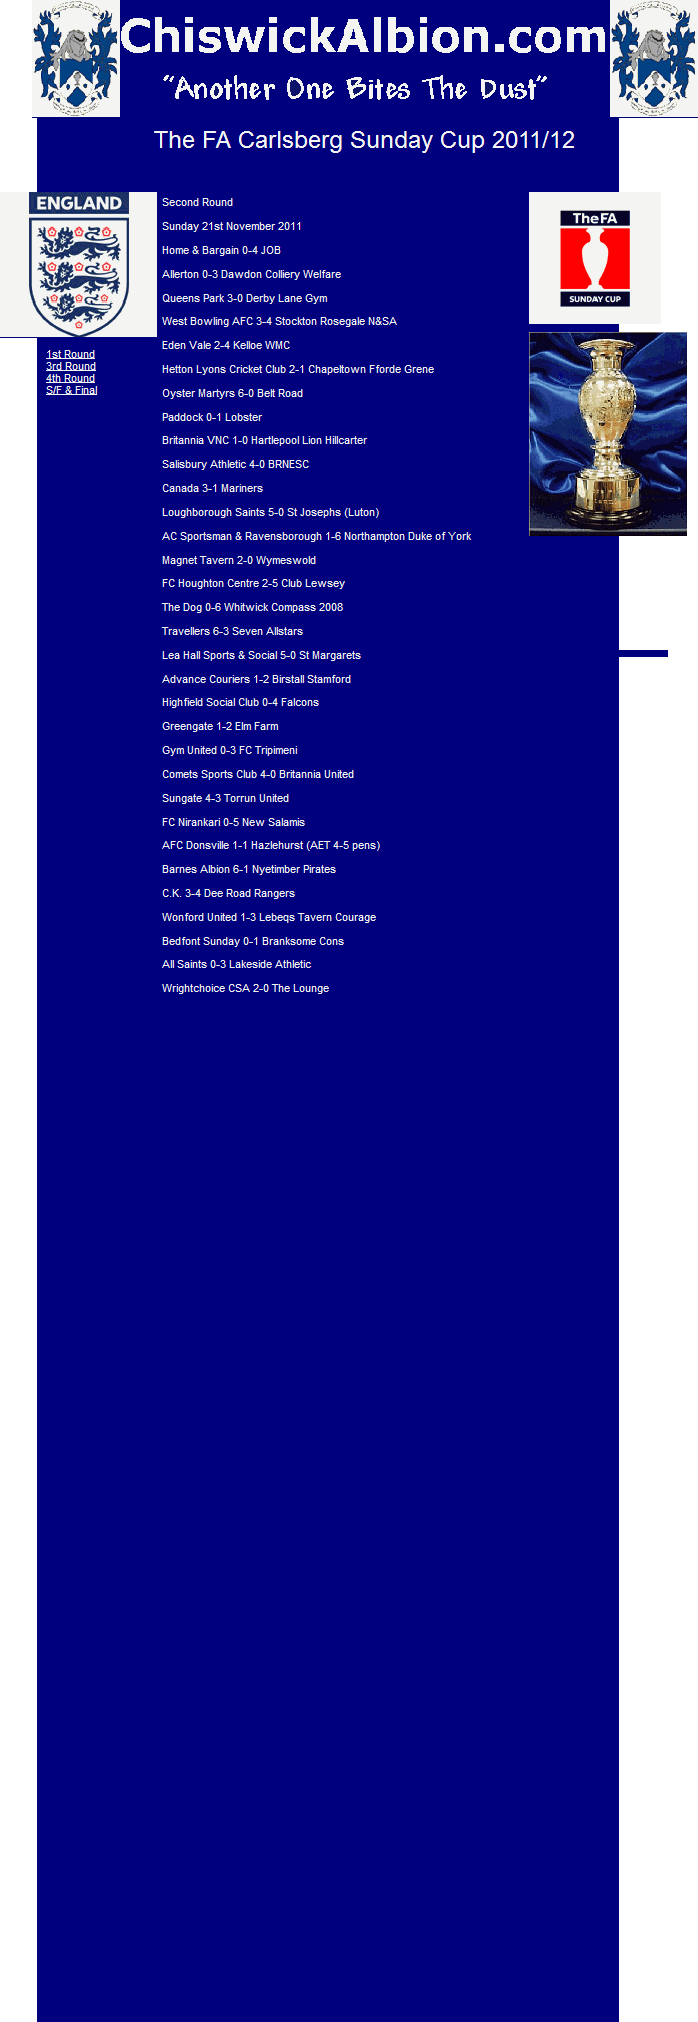 ChiswickAlbion.com
"Another One Bites The Dust"
The FA Carlsberg Sunday Cup 2011/12
ENGLAND
1st Round
3rd Round
4th Round
S/F & Final
Second Round
Sunday 21st November 2011
Home & Bargain 0-4 JOB
Allerton 0-3 Dawdon Colliery Welfare
Queens Park 3-0 Derby Lane Gym
West Bowling AFC 3-4 Stockton Rosegale N&SA
Eden Vale 2-4 Kelloe WMC
Hetton Lyons Cricket Club 2-1 Chapeltown Fforde Grene
Oyster Martyrs 6-0 Belt Road
Paddock 0-1 Lobster
Britannia VNC 1-0 Hartlepool Lion Hillcarter
Salisbury Athletic 4-0 BRNESC
Canada 3-1 Mariners
Loughborough Saints 5-0 St Josephs (Luton)
AC Sportsman & Ravensborough 1-6 Northampton Duke of York
Magnet Tavern 2-0 Wymeswold
FC Houghton Centre 2-5 Club Lewsey
The Dog 0-6 Whitwick Compass 2008
Travellers 6-3 Seven Allstars
Lea Hall Sports & Social 5-0 St Margarets
Advance Couriers 1-2 Birstall Stamford
Highfield Social Club 0-4 Falcons
Greengate 1-2 Elm Farm
Gym United 0-3 FC Tripimeni
Comets Sports Club 4-0 Britannia United
Sungate 4-3 Torrun United
FC Nirankari 0-5 New Salamis
AFC Donsville 1-1 Hazlehurst (AET 4-5 pens)
Barnes Albion 6-1 Nyetimber Pirates
C.K. 3-4 Dee Road Rangers
Wonford United 1-3 Lebeqs Tavern Courage
Bedfont Sunday 0-1 Branksome Cons
All Saints 0-3 Lakeside Athletic
Wrightchoice CSA 2-0 The Lounge
The FA
SUNDAY CUP